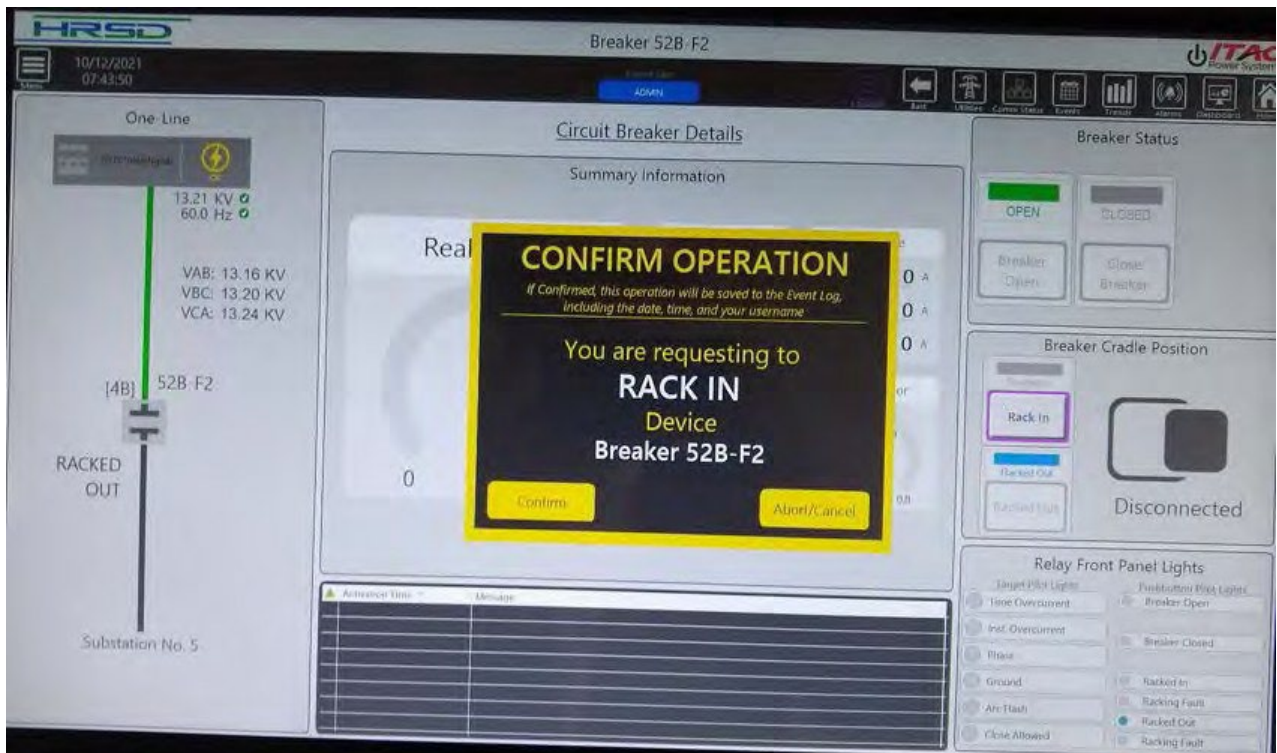 HRSD
Breaker 52B-F2
ITAC
Power System
10/12/2021
07:43:50
Menu
ADMIN
Back
Utilities
Comm Status
Events
Trends
Alarms
Dashboard
Home
One-Line
13.21 KV
60.0 Hz
VAB: 13.16 KV
VBC: 13.20 KV
VCA: 13.24 KV
[4B]
52B-F2
RACKED
OUT
Substation No. 5
Circuit Breaker Details
Summary Information
Real
0
0 A
0 A
0 A
CONFIRM OPERATION
If Confirmed, this operation will be saved to the Event Log,
including the date, time, and your username
You are requesting to
RACK IN
Device
Breaker 52B-F2
Confirm
Abort/Cancel
Activation Time
Message
Breaker Status
OPEN
CLOSED
Breaker
Open
Close
Breaker
Breaker Cradle Position
Rack In
Racked Out
Disconnected
Relay Front Panel Lights
Target Pilot Lights
Pushbutton Pilot Lights
Time Overcurrent
Breaker Open
Inst. Overcurrent
Breaker Closed
Phase
Ground
Racked In
Racking Fault
Arc Flash
Racked Out
Close Allowed
Racking Fault